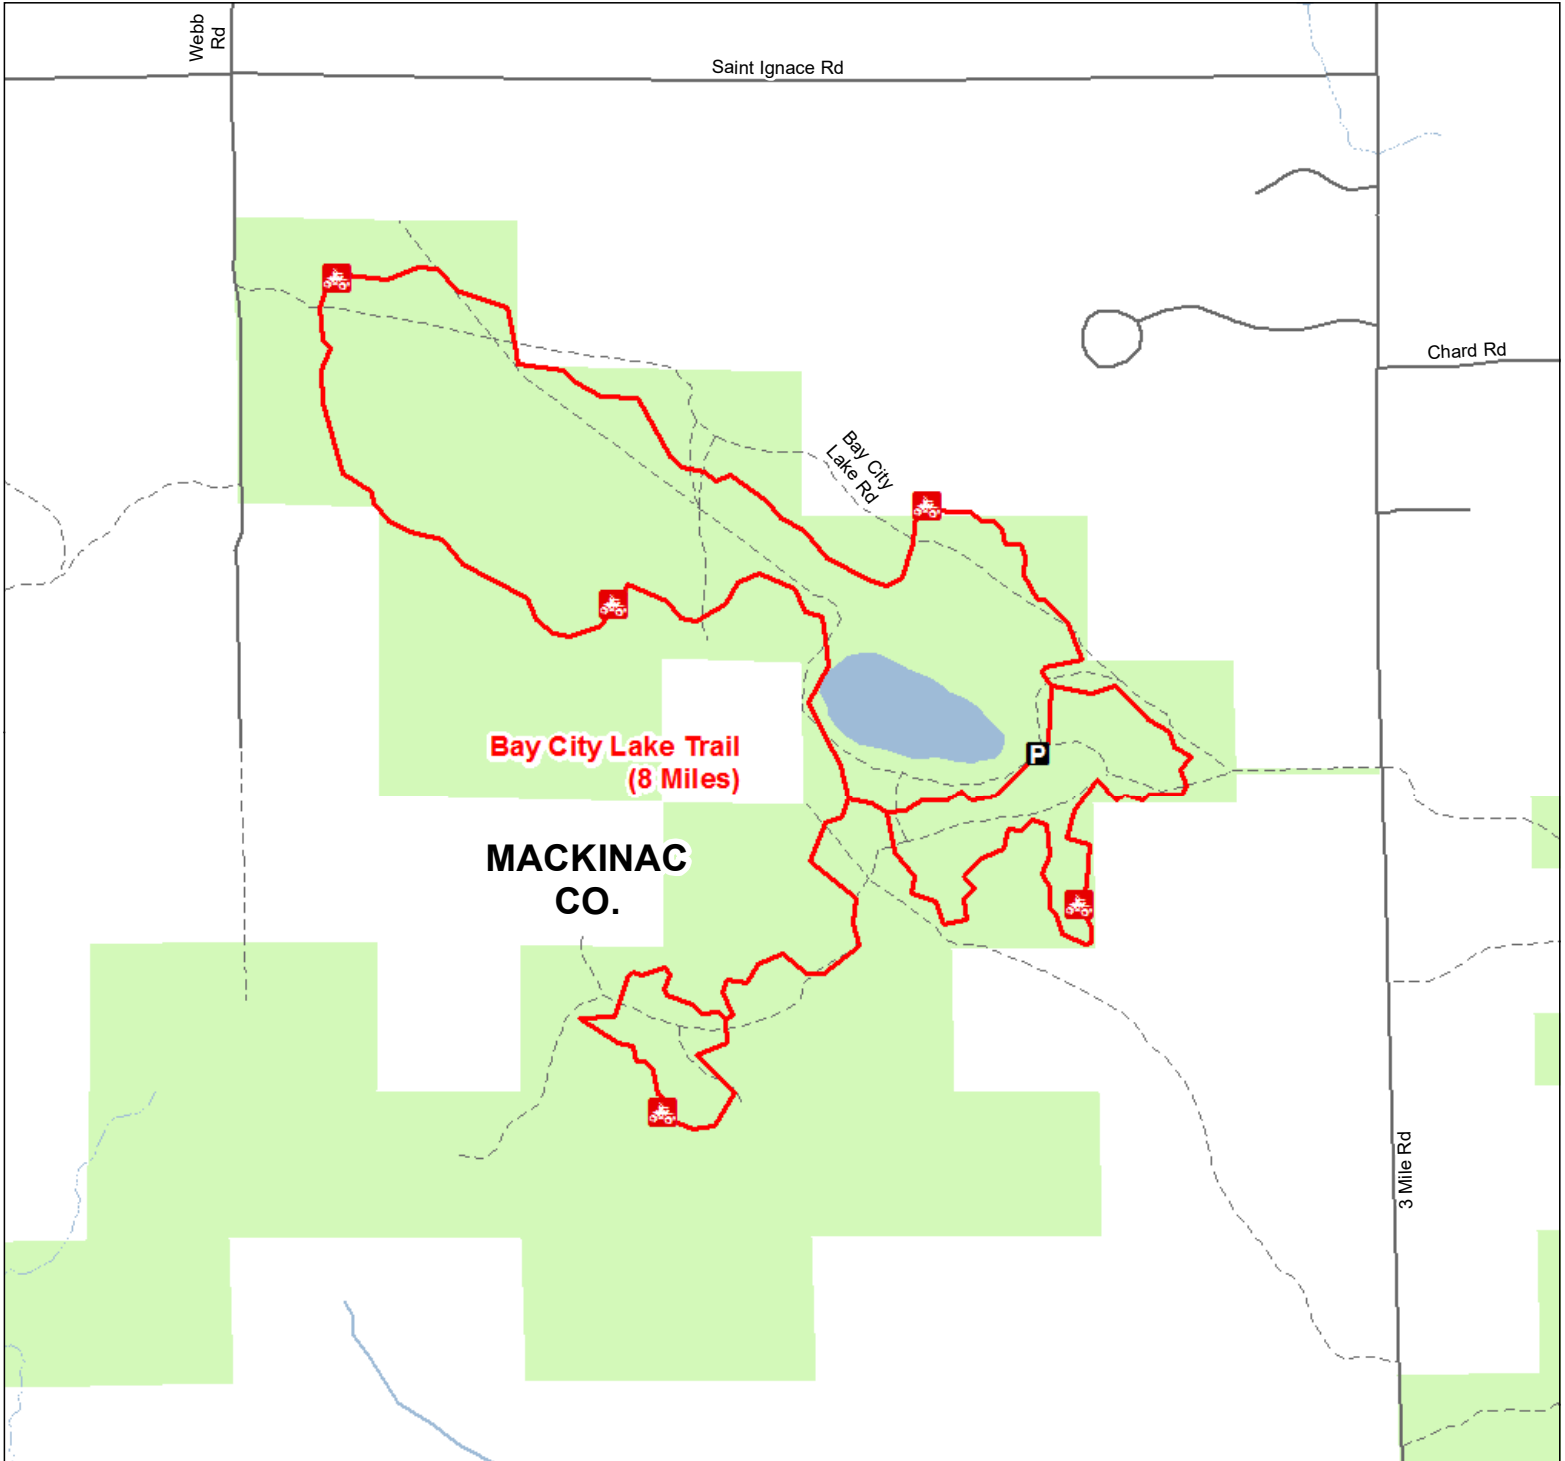 Webb
Rd
Saint Ignace Rd
Chard Rd
Bay City
Lake Rd
Bay City Lake Trail
(8 Miles)
P
MACKINAC
CO.
3 Mile Rd